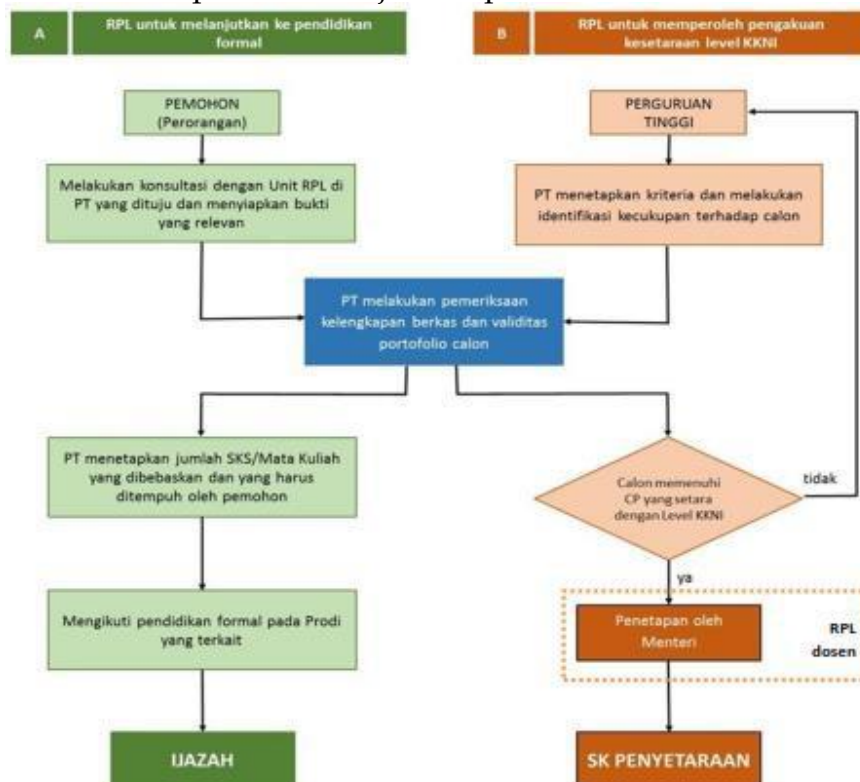 A
RPL untuk melanjutkan ke pendidikan
formal
B
RPL untuk memperoleh pengakuan
kesetaraan level KKNI
PEMOHON
(Perorangan)
PERGURUAN
TINGGI
Melakukan konsultasi dengan Unit RPL di
PT yang dituju dan menyiapkan bukti
yang relevan
PT menetapkan kriteria dan melakukan
identifikasi kecukupan terhadap calon
PT melakukan pemeriksaan
kelengkapan berkas dan validitas
portofolio calon
PT menetapkan jumlah SKS/Mata Kuliah
yang dibebaskan dan yang harus
ditempuh oleh pemohon
Calon memenuhi
CP yang setara
dengan Level KKNI
tidak
ya
Mengikuti pendidikan formal pada Prodi
yang terkait
Penetapan oleh
Menteri
RPL
dosen
IJAZAH
SK PENYETARAAN